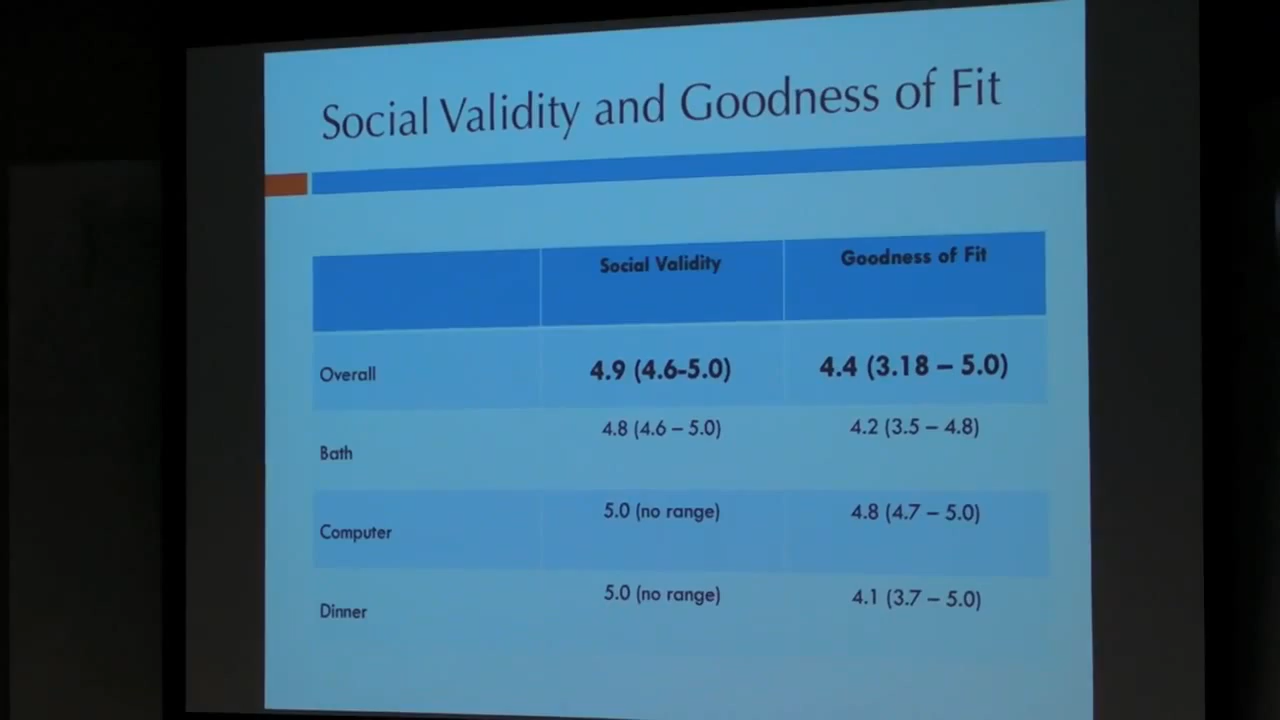 Social Validity and Goodness of Fit
Social Validity Goodness of Fit
Overall 4.9 (4.6-5.0) 4.4 (3.18 – 5.0)
Bath 4.8 (4.6 – 5.0) 4.2 (3.5 – 4.8)
Computer 5.0 (no range) 4.8 (4.7 – 5.0)
Dinner 5.0 (no range) 4.1 (3.7 – 5.0)